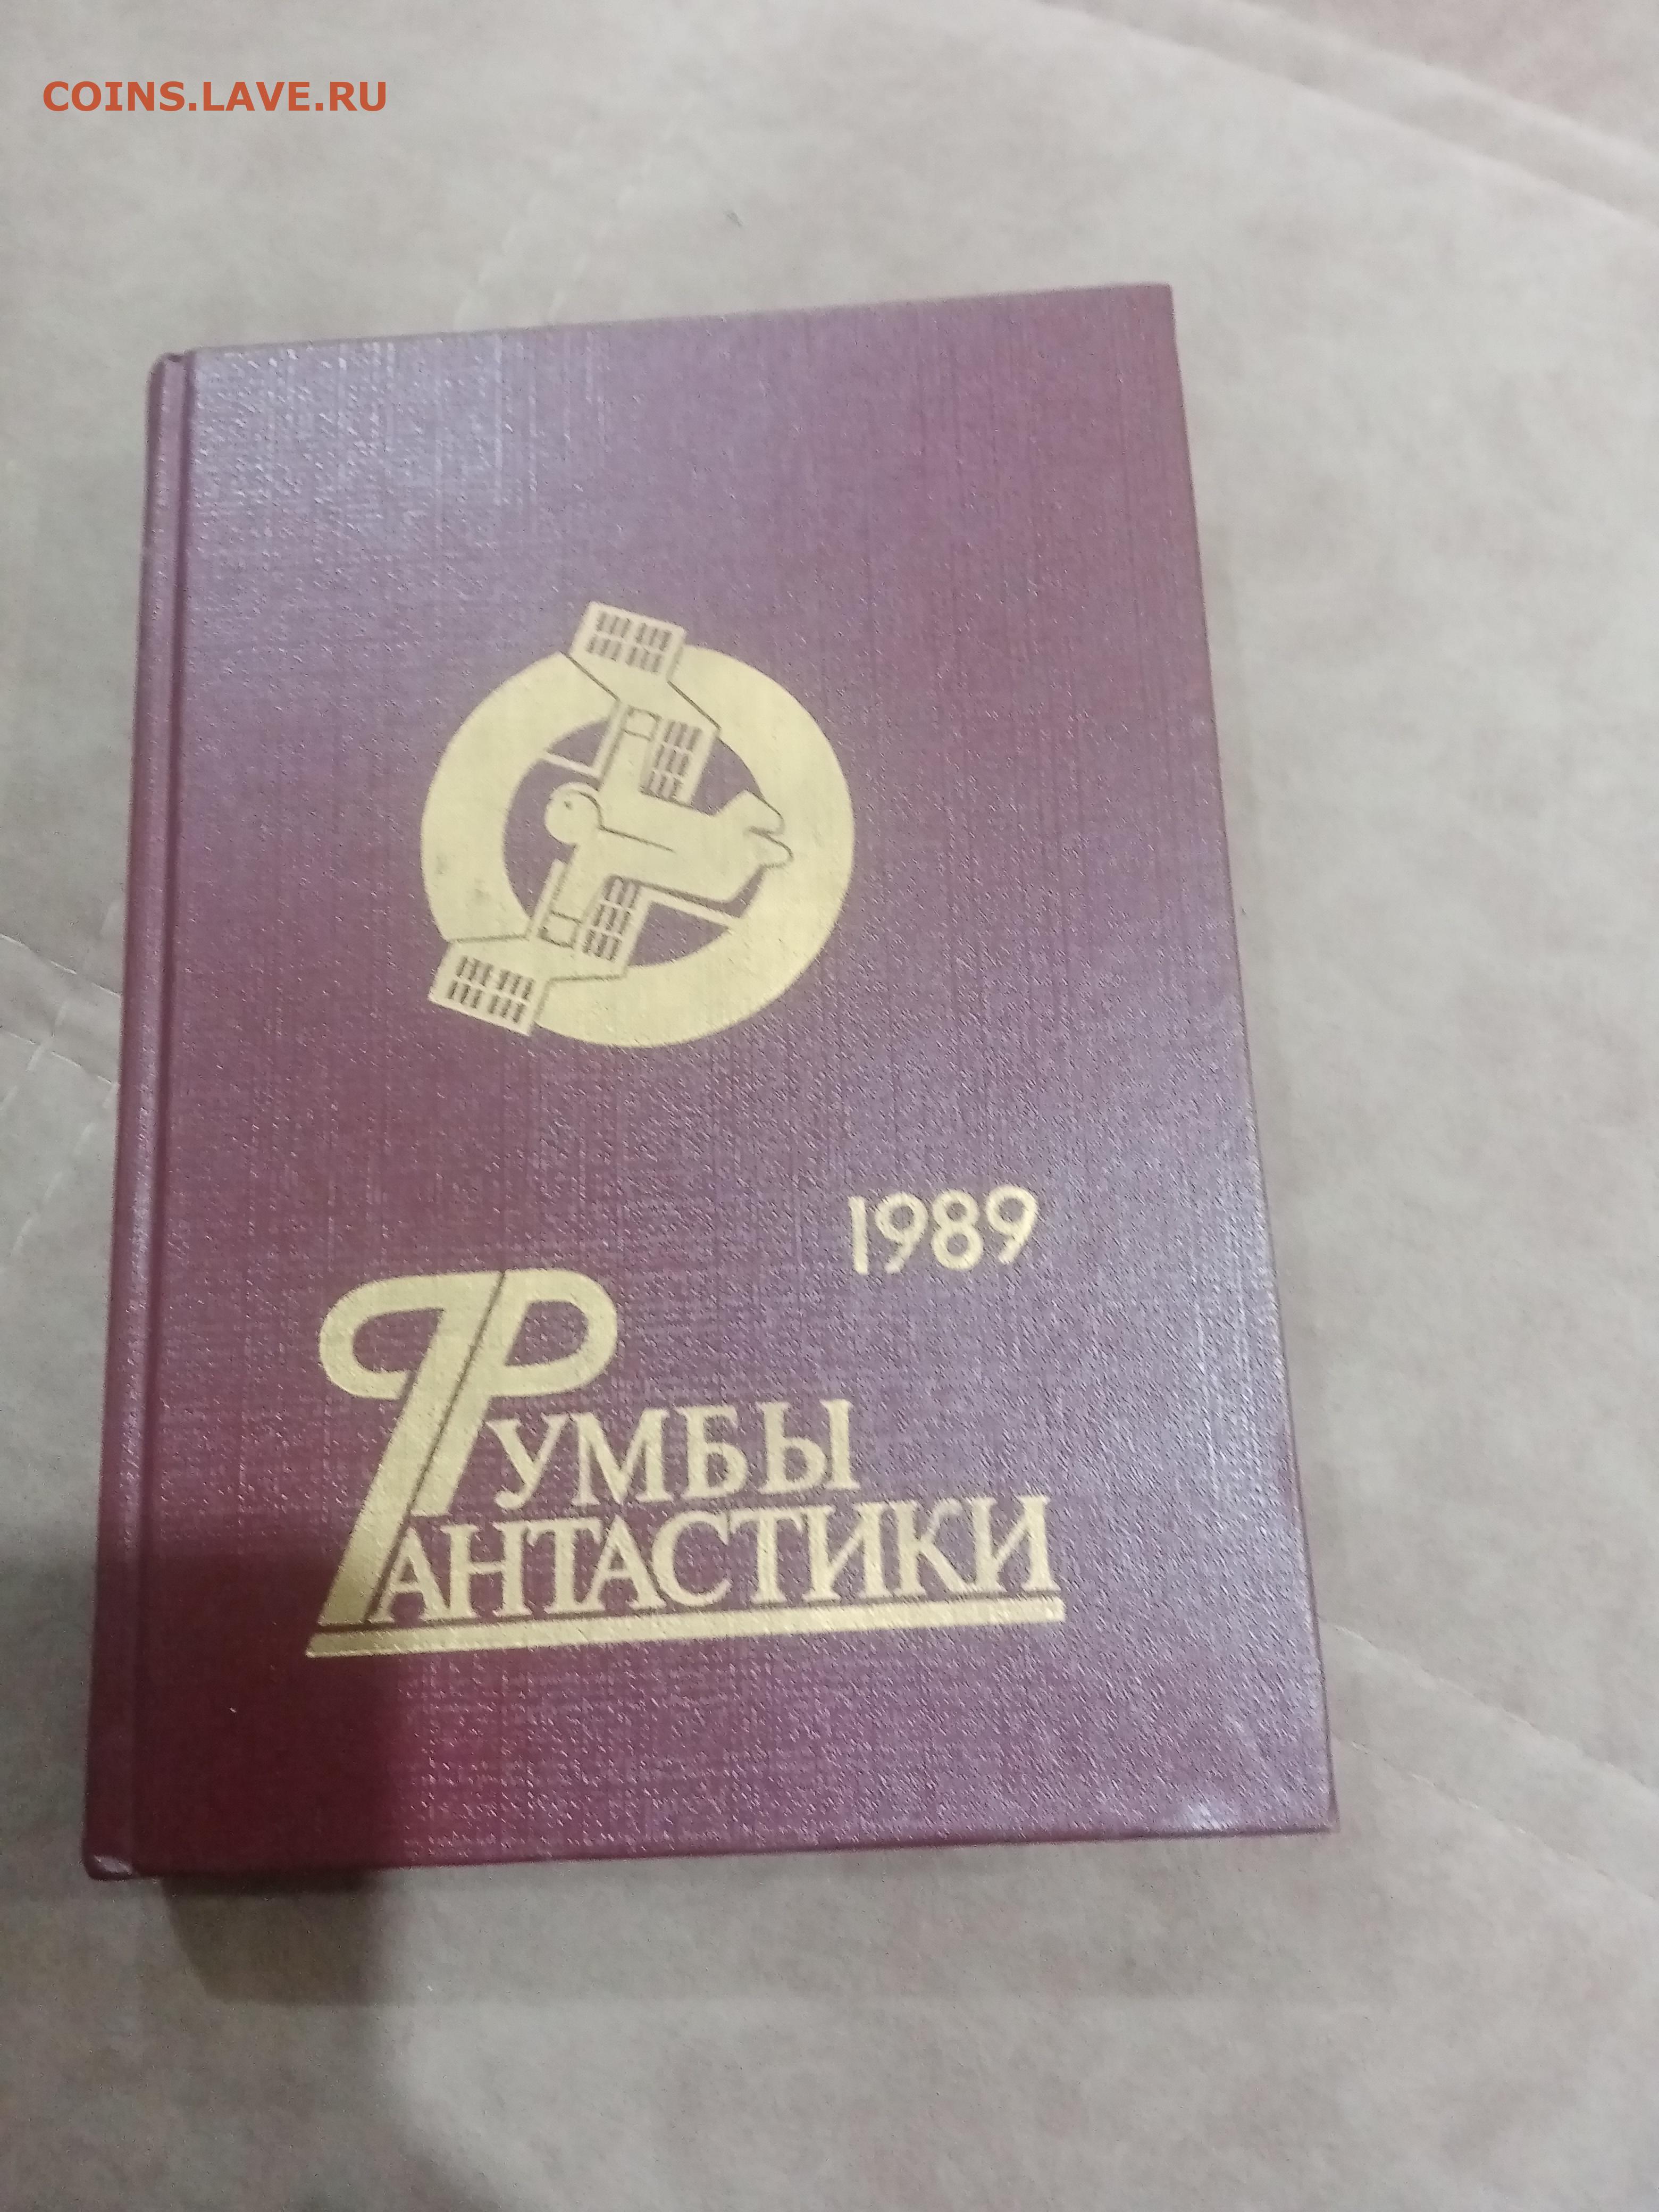 COINS.LAVE.RU
1989
РУМБЫ
ФАНТАСТИКИ